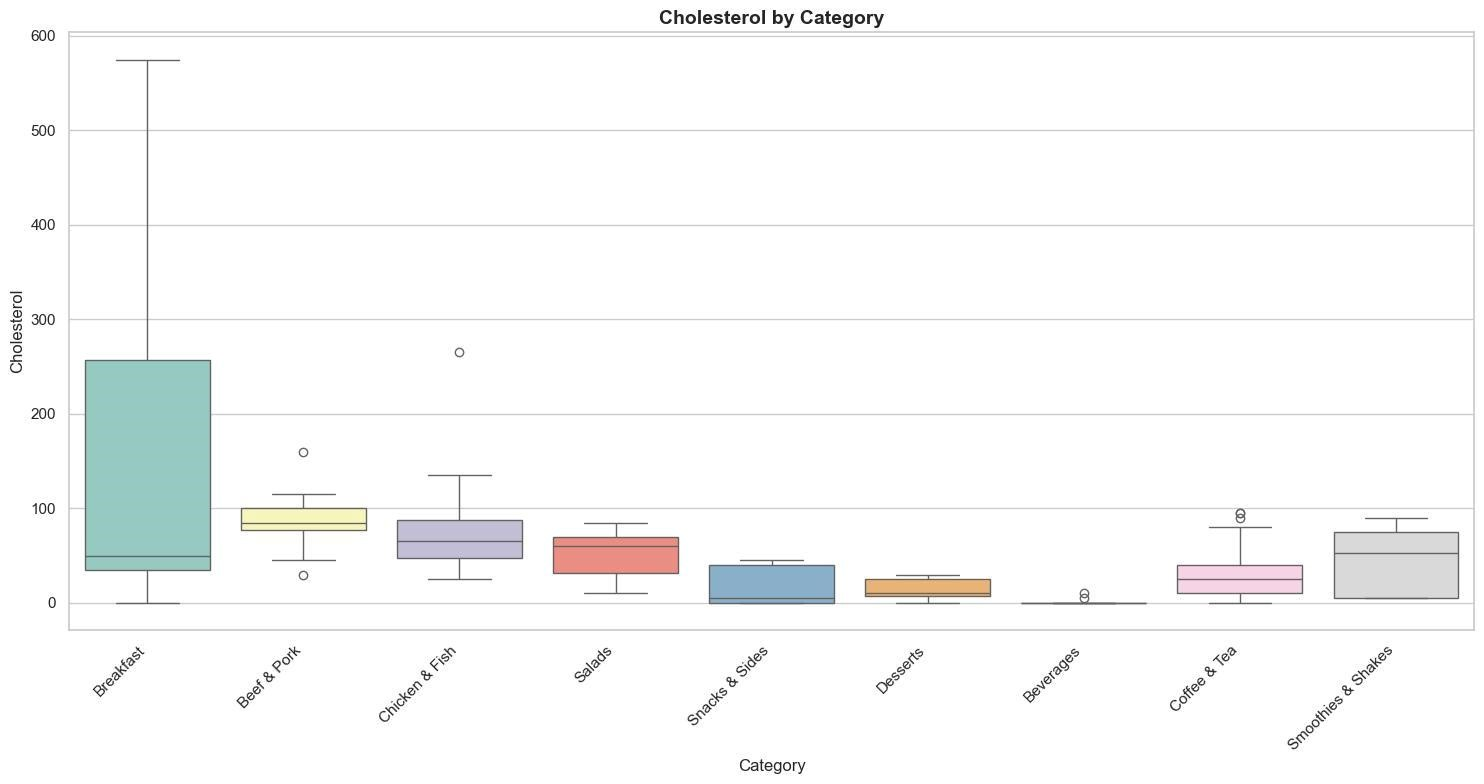 Cholesterol by Category
Cholesterol
600
500
400
300
200
100
0
Breakfast
Beef & Pork
Chicken & Fish
Salads
Snacks & Sides
Desserts
Beverages
Coffee & Tea
Smoothies & Shakes
Category